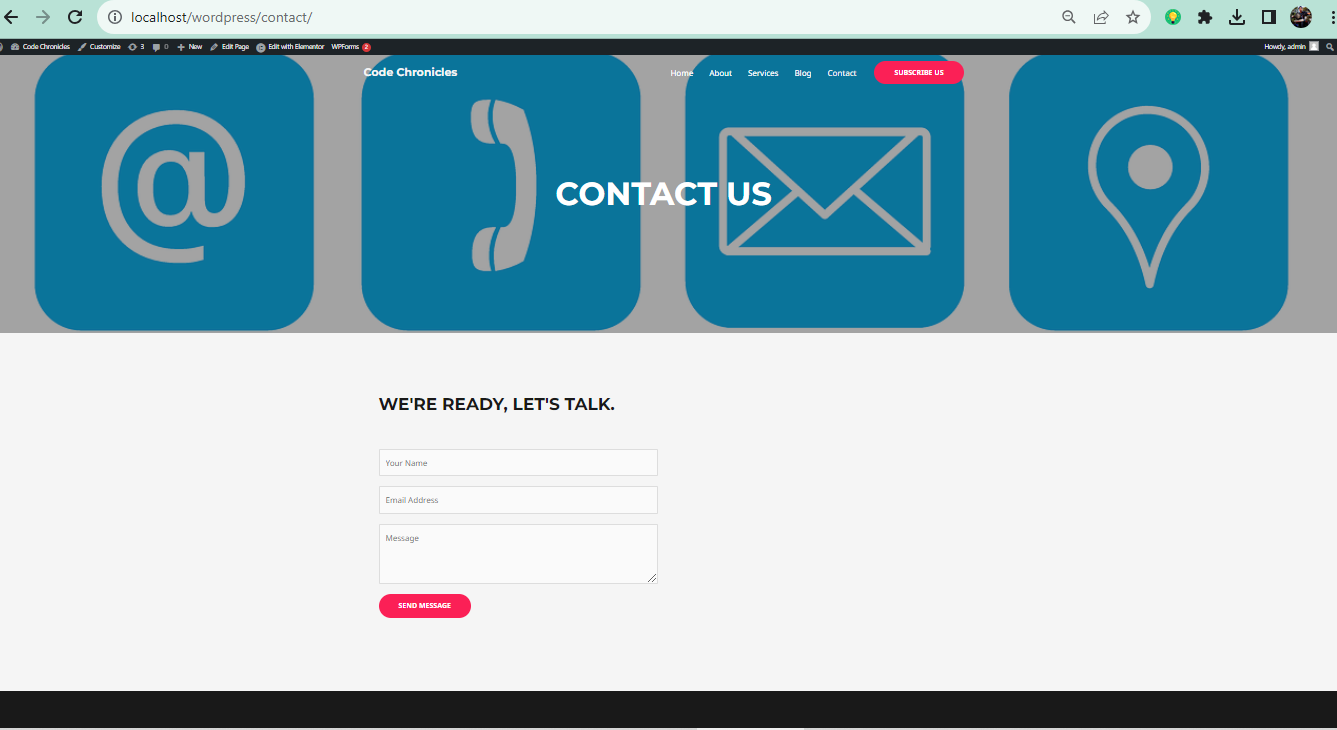 localhost/wordpress/contact/
Code Chronicles Customize 3 0 New Edit Page Edit with Elementor WPForms 2 Howdy, admin
Code Chronicles Home About Services Blog Contact SUBSCRIBE US
@
CONTACT US
WE'RE READY, LET'S TALK.
Your Name
Email Address
Message
SEND MESSAGE